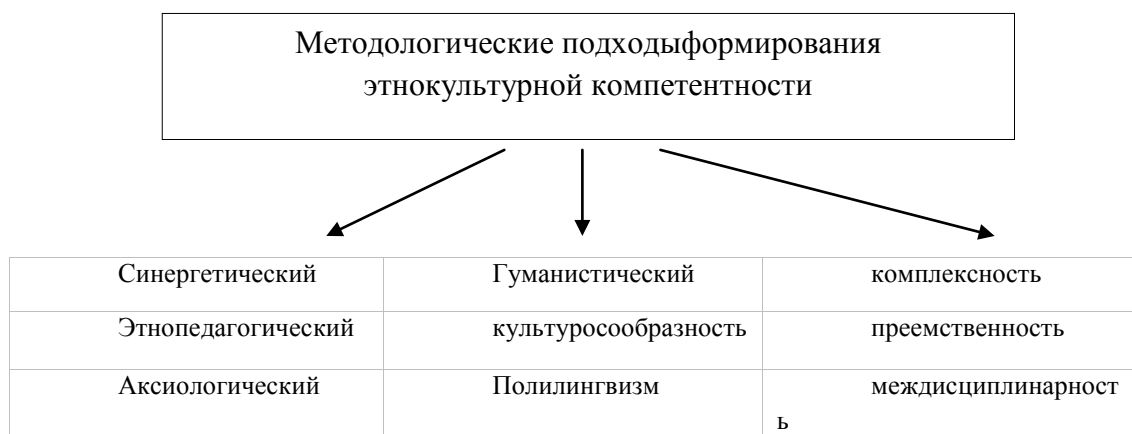 Методологические подходыформирования
этнокультурной компетентности
Синергетический
Гуманистический
комплексность
Этнопедагогический
культуросообразность
преемственность
Аксиологический
Полилингвизм
междисциплинарност
ь